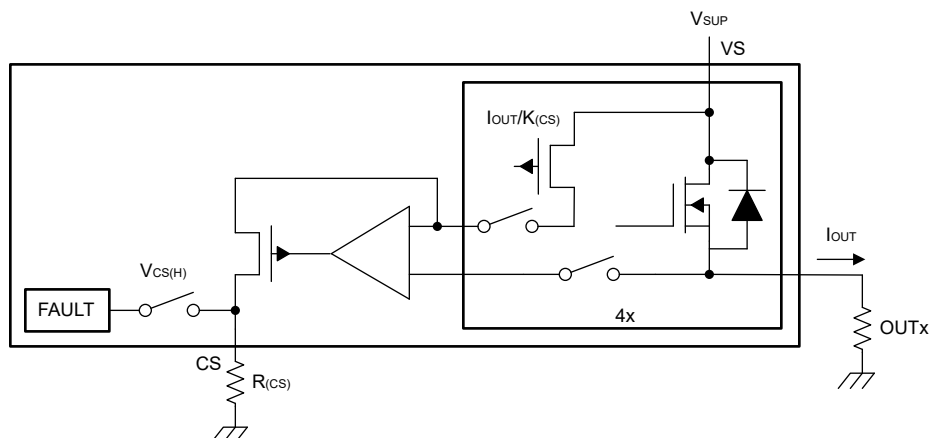 VSUP
VS
IOUT/K(CS)
IOUT
VCS(H)
FAULT
4x
OUTx
CS
R(CS)